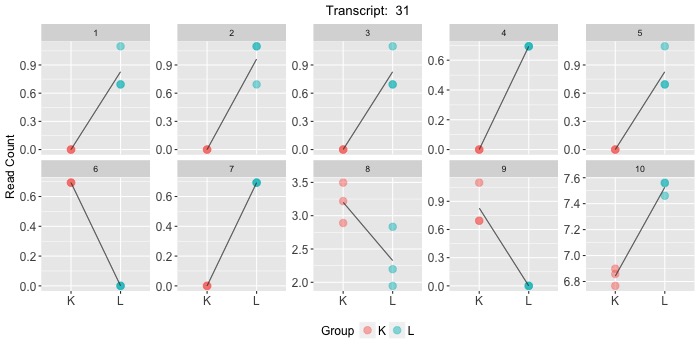 Transcript: 31
1 2 3 4 5
0.9 0.9 0.9 0.6 0.9
0.6 0.6 0.6 0.4 0.6
0.3 0.3 0.3 0.2 0.3
0.0 0.0 0.0 0.0 0.0
Read Count
6 7 8 9 10
0.6 0.6 3.5 0.9 7.6
0.4 0.4 3.0 0.6 7.4
0.2 0.2 2.5 0.3 7.2
0.0 0.0 2.0 0.0 7.0
6.8
K L K L K L K L K L
Group K L